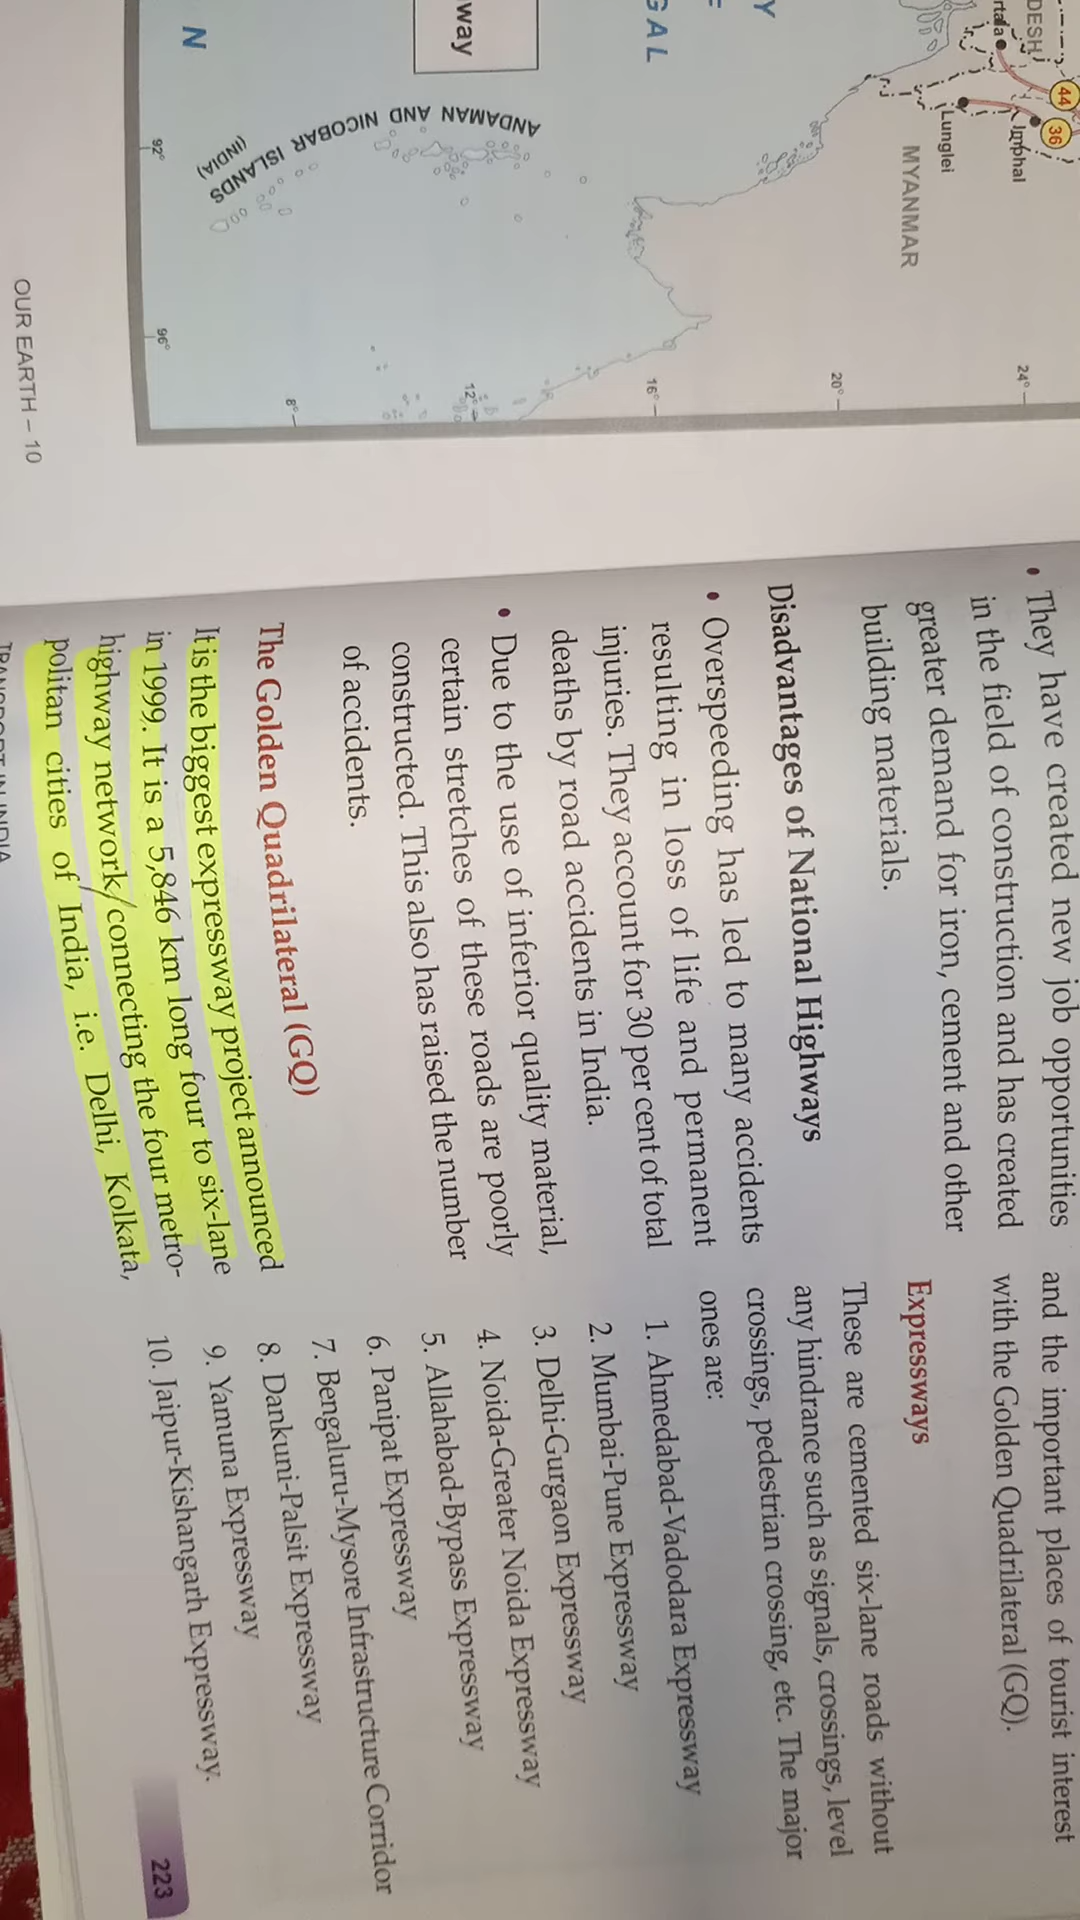 44
36
DESH
Imphal
Lunglei
MYANMAR
Y
GAL
way
ANDAMAN AND NICOBAR ISLANDS
(INDIA)
N
92°
96°
24°
20°
16°
12°
8°
OUR EARTH – 10
• They have created new job opportunities
in the field of construction and has created
greater demand for iron, cement and other
building materials.
Disadvantages of National Highways
• Overspeeding has led to many accidents
resulting in loss of life and permanent
injuries. They account for 30 per cent of total
deaths by road accidents in India.
• Due to the use of inferior quality material,
certain stretches of these roads are poorly
constructed. This also has raised the number
of accidents.
The Golden Quadrilateral (GQ)
It is the biggest expressway project announced
in 1999. It is a 5,846 km long four to six-lane
highway network/connecting the four metro-
politan cities of India, i.e. Delhi, Kolkata,
and the important places of tourist interest
with the Golden Quadrilateral (GQ).
Expressways
These are cemented six-lane roads without
any hindrance such as signals, crossings, level
crossings, pedestrian crossing, etc. The major
ones are:
1. Ahmedabad-Vadodara Expressway
2. Mumbai-Pune Expressway
3. Delhi-Gurgaon Expressway
4. Noida-Greater Noida Expressway
5. Allahabad-Bypass Expressway
6. Panipat Expressway
7. Bengaluru-Mysore Infrastructure Corridor
8. Dankuni-Palsit Expressway
9. Yamuna Expressway
10. Jaipur-Kishangarh Expressway.
223